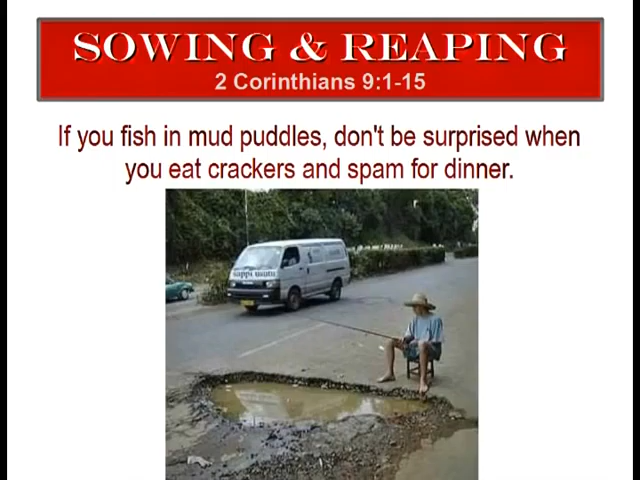 SOWING & REAPING
2 Corinthians 9:1-15
If you fish in mud puddles, don't be surprised when
you eat crackers and spam for dinner.